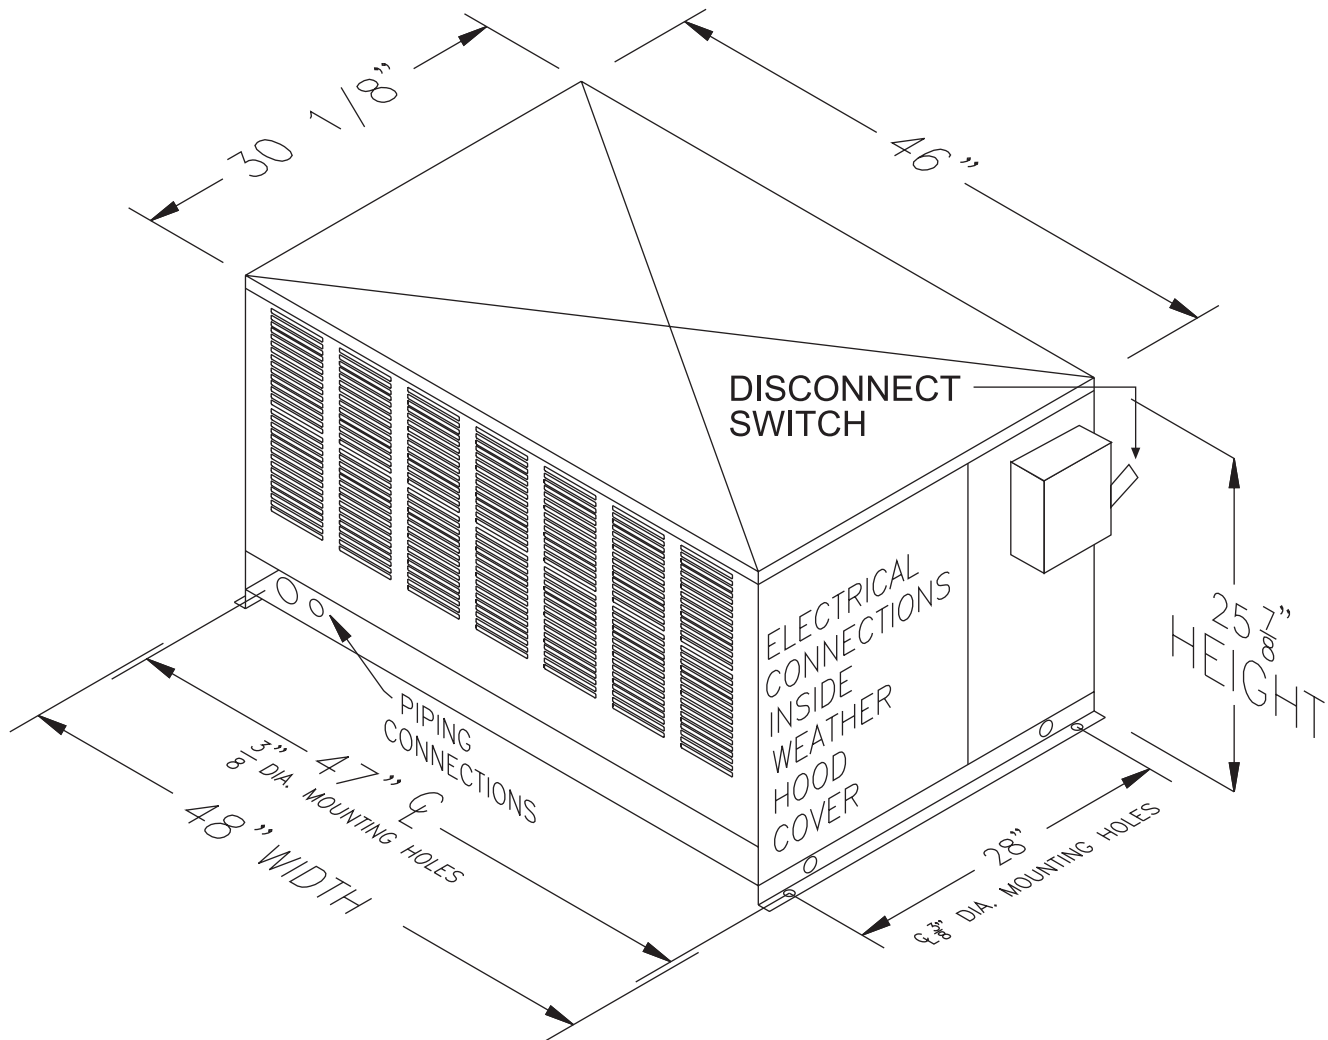 30 1/8"
46"
DISCONNECT
SWITCH
ELECTRICAL
CONNECTIONS
INSIDE
WEATHER
HOOD
COVER
25 7/8"
HEIGHT
PIPING
CONNECTIONS
47" ℄
3/8" DIA. MOUNTING HOLES
48" WIDTH
28"
℄ 3/8" DIA. MOUNTING HOLES